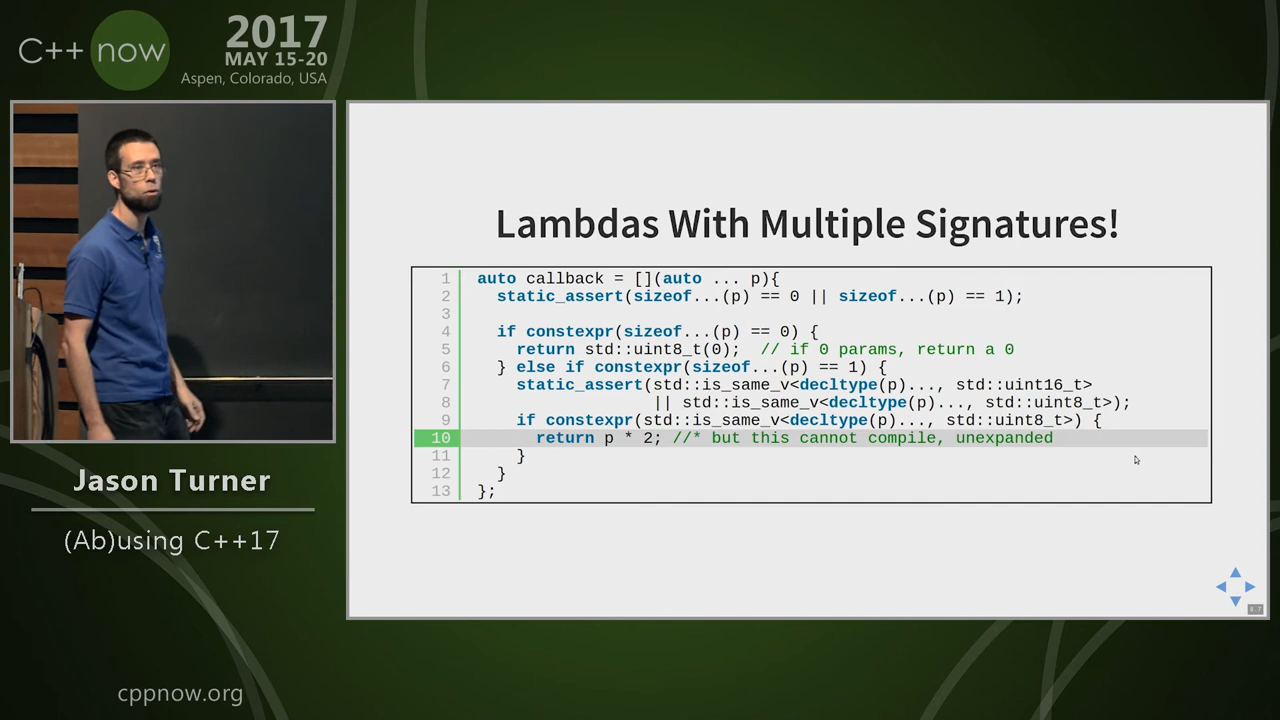 C++ now
2017
MAY 15-20
Aspen, Colorado, USA
Lambdas With Multiple Signatures!
1 auto callback = [](auto ... p){
2 static_assert(sizeof...(p) == 0 || sizeof...(p) == 1);
3
4 if constexpr(sizeof...(p) == 0) {
5 return std::uint8_t(0); // if 0 params, return a 0
6 } else if constexpr(sizeof...(p) == 1) {
7 static_assert(std::is_same_v<decltype(p)..., std::uint16_t>
8 || std::is_same_v<decltype(p)..., std::uint8_t>);
9 if constexpr(std::is_same_v<decltype(p)..., std::uint8_t>) {
10 return p * 2; //* but this cannot compile, unexpanded
11 }
12 }
13 };
Jason Turner
(Ab)using C++17
cppnow.org